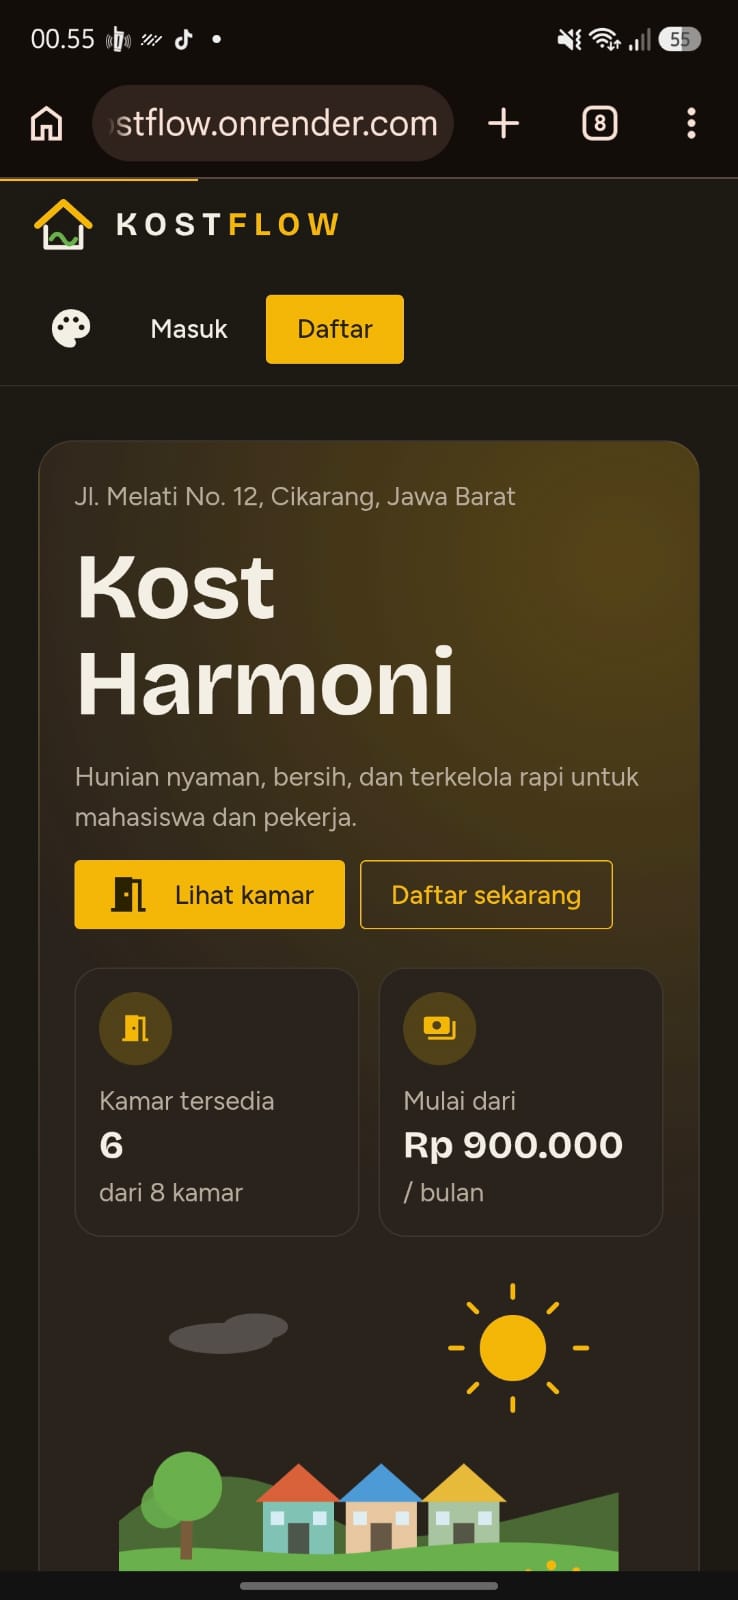 00.55
55
stflow.onrender.com
8
KOSTFLOW
Masuk
Daftar
Jl. Melati No. 12, Cikarang, Jawa Barat
Kost
Harmoni
Hunian nyaman, bersih, dan terkelola rapi untuk
mahasiswa dan pekerja.
Lihat kamar
Daftar sekarang
Kamar tersedia
6
dari 8 kamar
Mulai dari
Rp 900.000
/ bulan